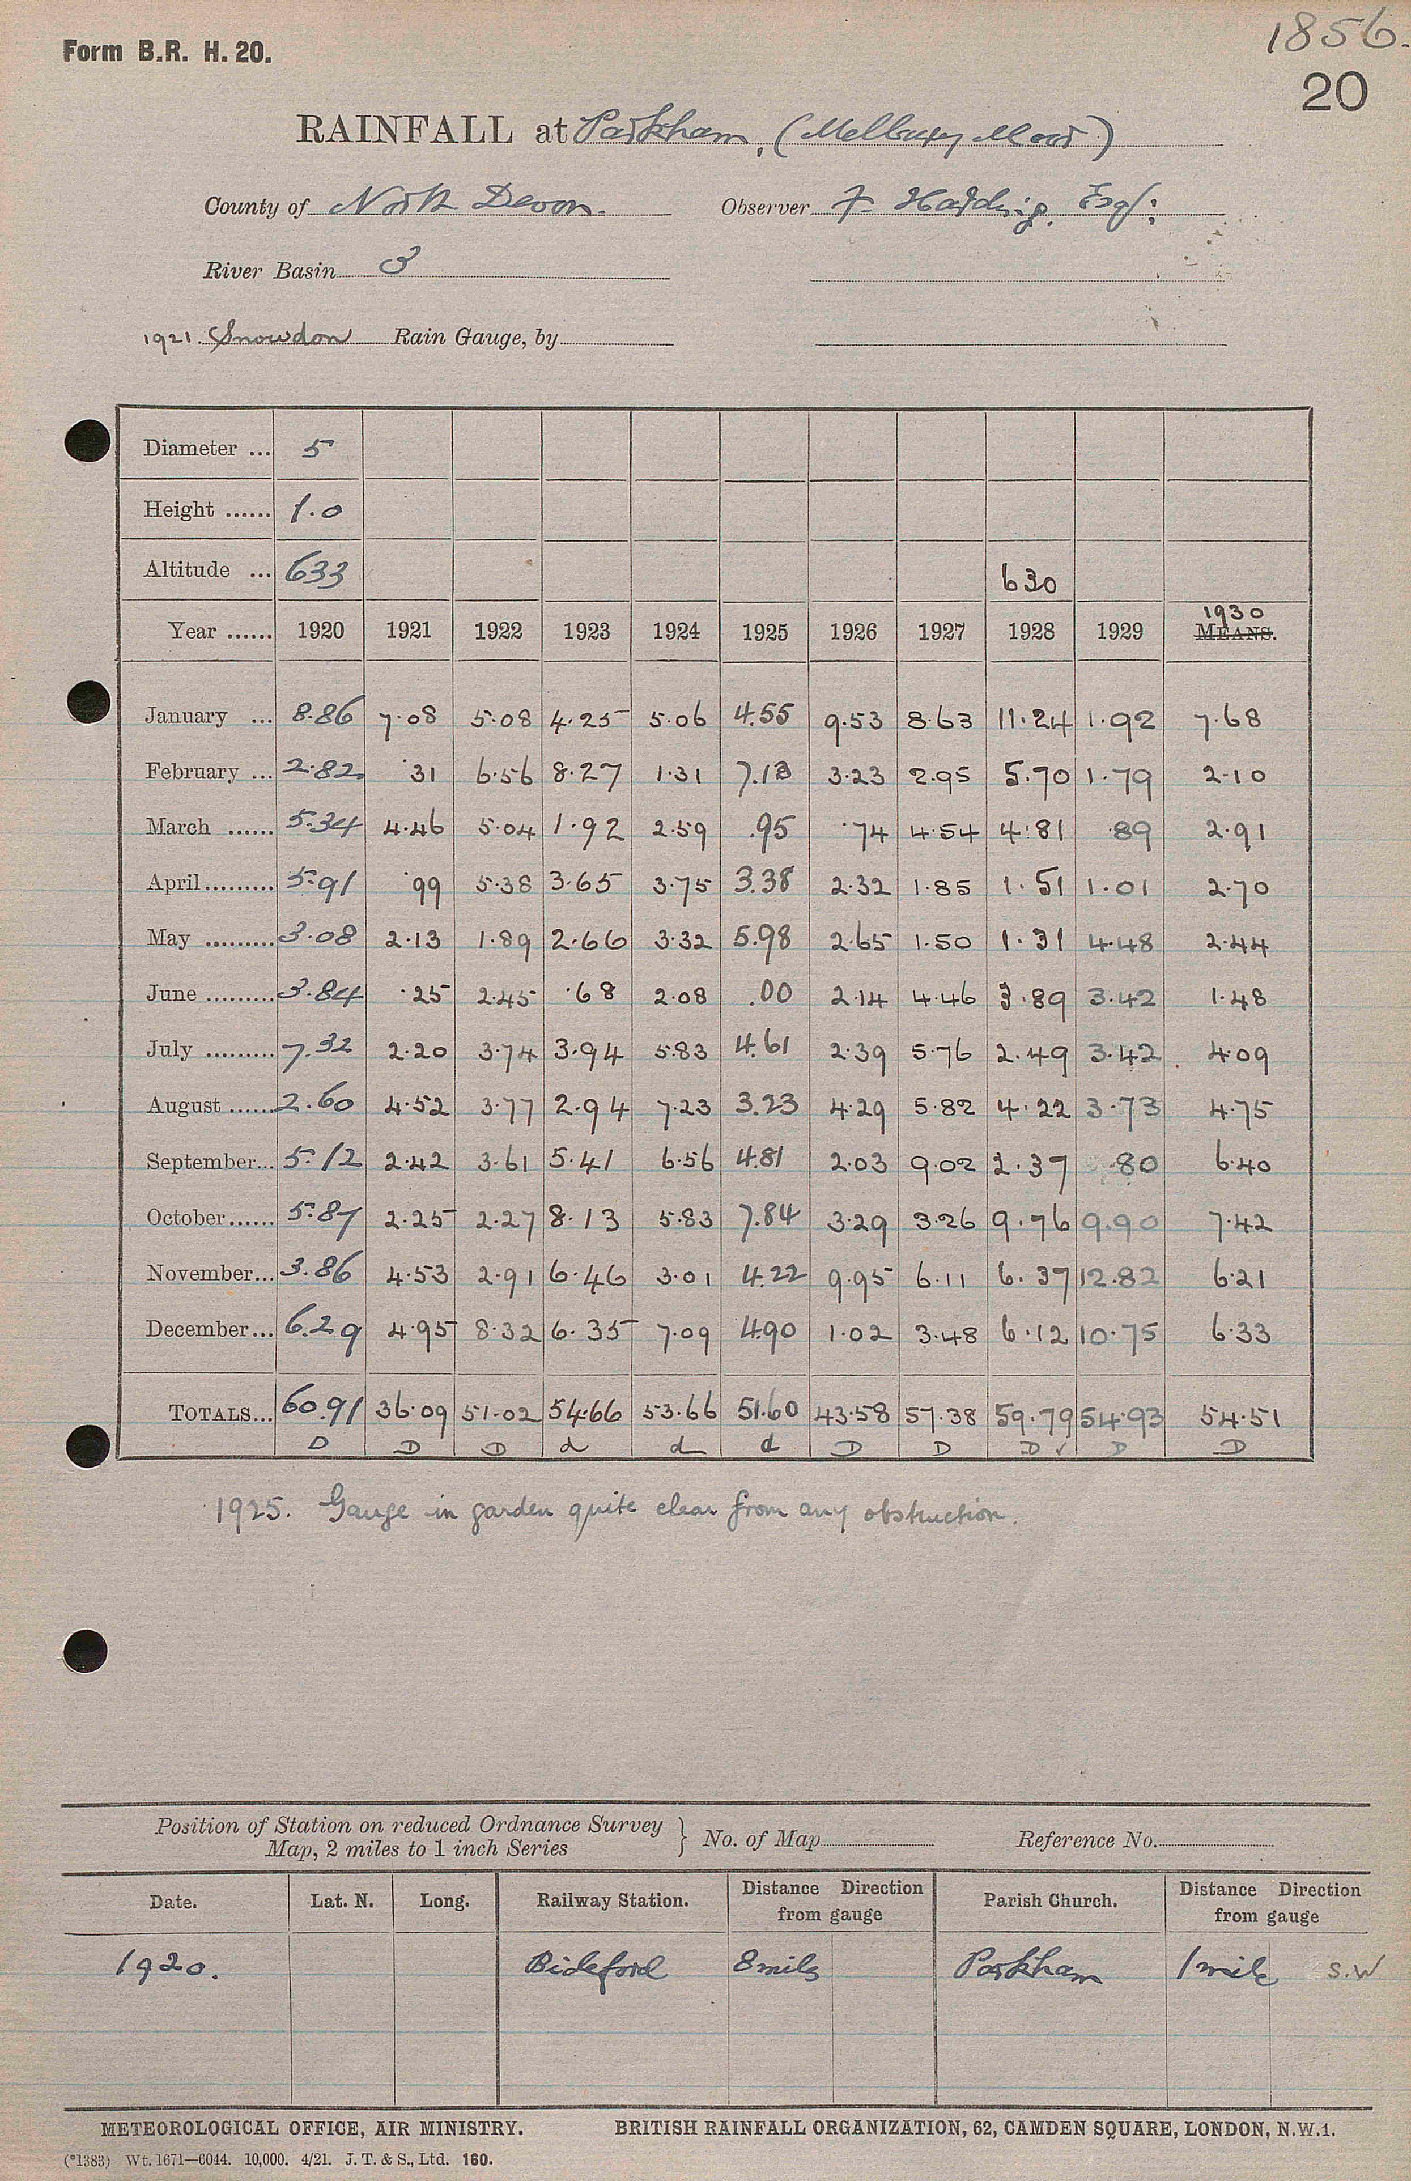 1856.
Form B.R. H. 20.
20
RAINFALL at Parkham, (Melbury Moor)
County of North Devon. Observer F. Harding, Esq;
River Basin 3
1921. Snowdon Rain Gauge, by
Diameter ... 5
Height ...... 1.0
Altitude ... 633 630
Year ...... 1920 1921 1922 1923 1924 1925 1926 1927 1928 1929 1930 MEANS.
January ... 8.86 7.08 5.08 4.25 5.06 4.55 9.53 8.63 11.24 1.92 7.68
February ... 2.82 .31 6.56 8.27 1.31 7.13 3.23 2.95 5.70 1.79 2.10
March ...... 5.34 4.46 5.04 1.92 2.59 .95 .74 4.54 4.81 .89 2.91
April......... 5.91 .99 5.38 3.65 3.75 3.38 2.32 1.85 1.51 1.01 2.70
May ......... 3.08 2.13 1.89 2.66 3.32 5.98 2.65 1.50 1.31 4.48 2.44
June ......... 3.84 .25 2.45 .68 2.08 .00 2.14 4.46 3.89 3.42 1.48
July ......... 7.32 2.20 3.74 3.94 5.83 4.61 2.39 5.76 2.49 3.42 4.09
August ...... 2.60 4.52 3.77 2.94 7.23 3.23 4.29 5.82 4.22 3.73 4.75
September... 5.12 2.42 3.61 5.41 6.56 4.81 2.03 9.02 2.37 .80 6.40
October...... 5.87 2.25 2.27 8.13 5.83 7.84 3.29 3.26 9.76 9.90 7.42
November... 3.86 4.53 2.91 6.46 3.01 4.22 9.95 6.11 6.37 12.82 6.21
December... 6.29 4.95 8.32 6.35 7.09 4.90 1.02 3.48 6.12 10.75 6.33
TOTALS... 60.91 36.09 51.02 54.66 53.66 51.60 43.58 57.38 59.79 54.93 54.51
D D D d d d D D D ✓ D D
1925. Gauge in garden quite clear from any obstruction.
Position of Station on reduced Ordnance Survey
Map, 2 miles to 1 inch Series } No. of Map Reference No.
Date. Lat. N. Long. Railway Station. Distance Direction from gauge Parish Church. Distance Direction from gauge
1920. Bideford 8 miles Parkham 1 mile S.W
METEOROLOGICAL OFFICE, AIR MINISTRY. BRITISH RAINFALL ORGANIZATION, 62, CAMDEN SQUARE, LONDON, N.W.1.
(*1383) Wt. 1671—6044. 10,000. 4/21. J. T. & S., Ltd. 160.